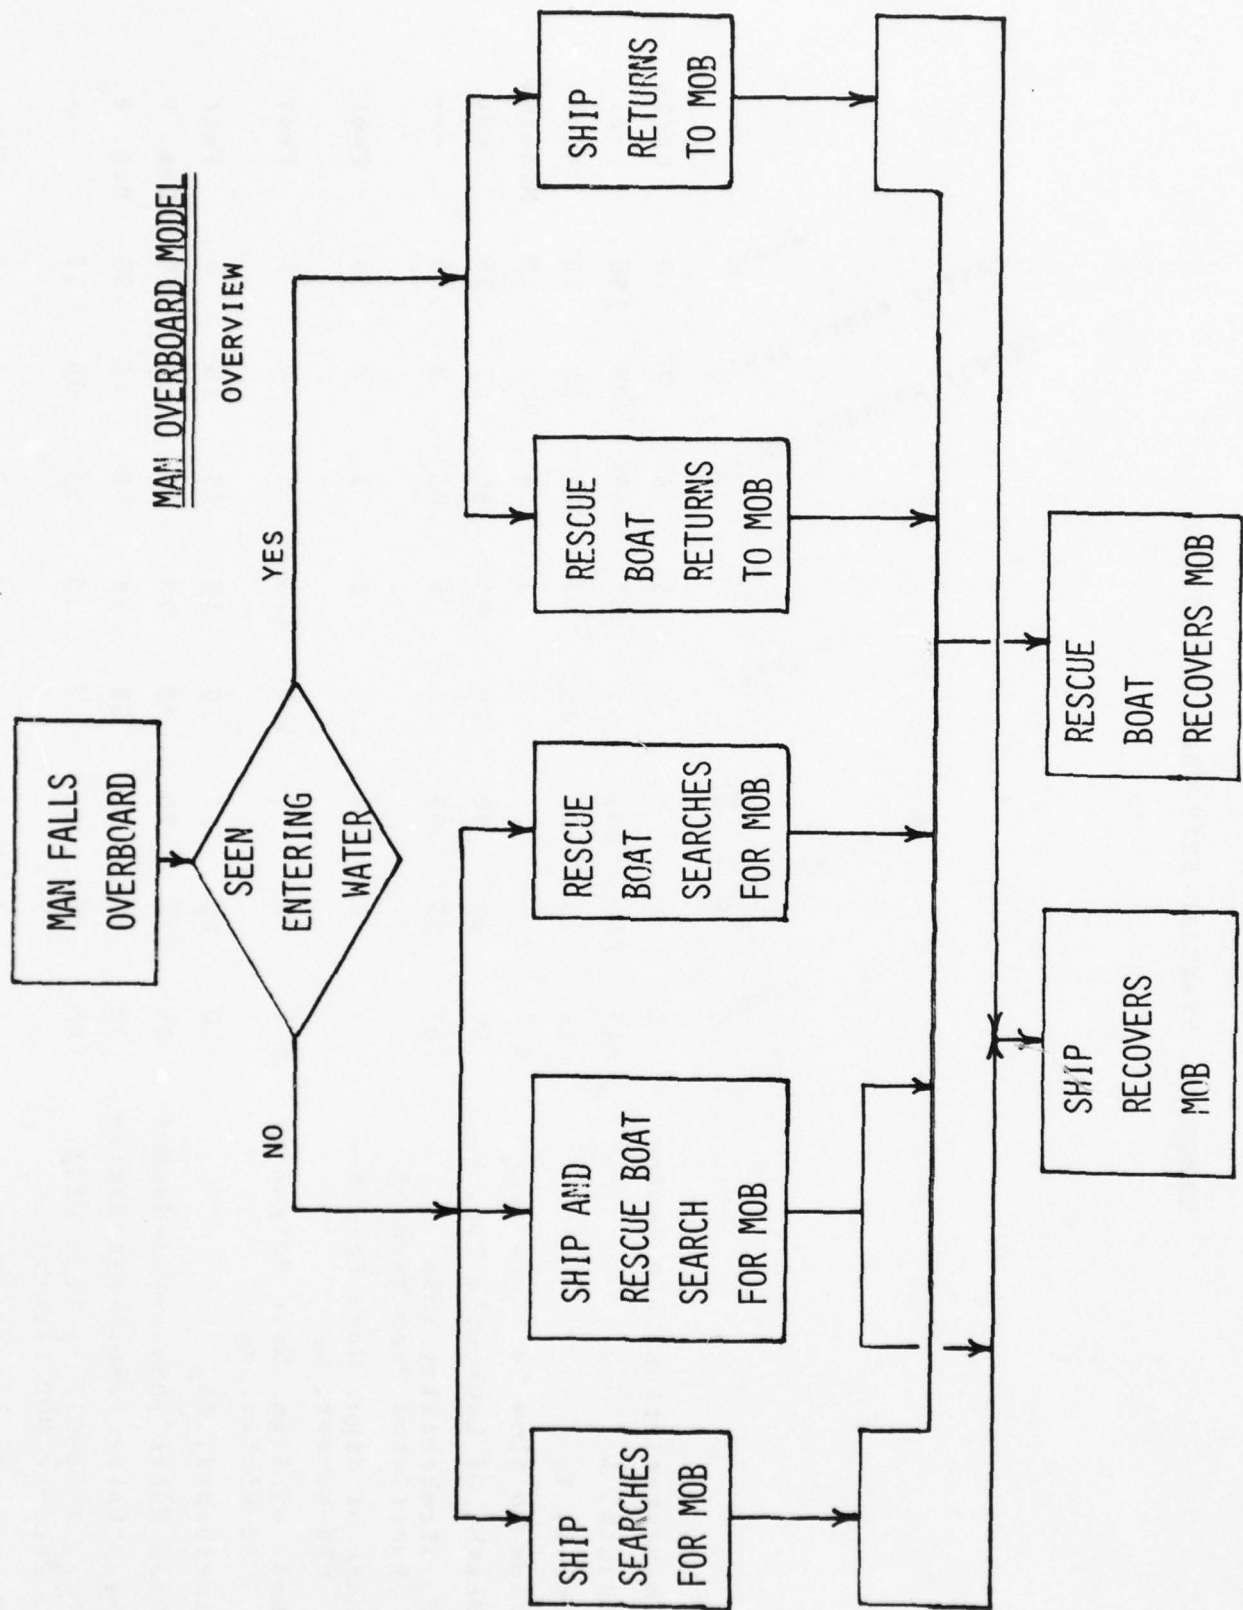 MAN OVERBOARD MODEL
OVERVIEW
MAN FALLS
OVERBOARD
SEEN
ENTERING
WATER
NO
YES
SHIP
SEARCHES
FOR MOB
SHIP AND
RESCUE BOAT
SEARCH
FOR MOB
RESCUE
BOAT
SEARCHES
FOR MOB
RESCUE
BOAT
RETURNS
TO MOB
SHIP
RETURNS
TO MOB
SHIP
RECOVERS
MOB
RESCUE
BOAT
RECOVERS MOB